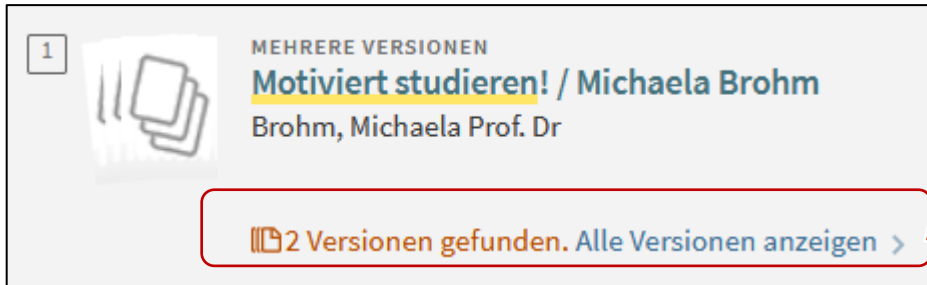 1
MEHRERE VERSIONEN
Motiviert studieren! / Michaela Brohm
Brohm, Michaela Prof. Dr
2 Versionen gefunden. Alle Versionen anzeigen >